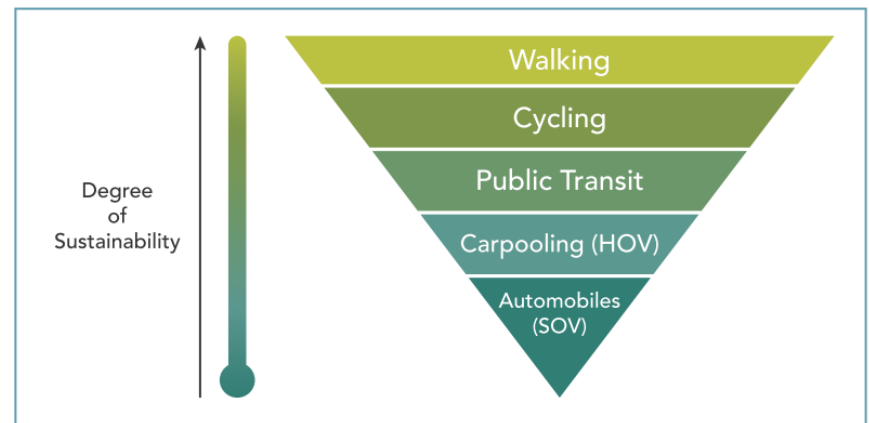 Walking
Cycling
Public Transit
Degree
of
Sustainability
Carpooling (HOV)
Automobiles
(SOV)